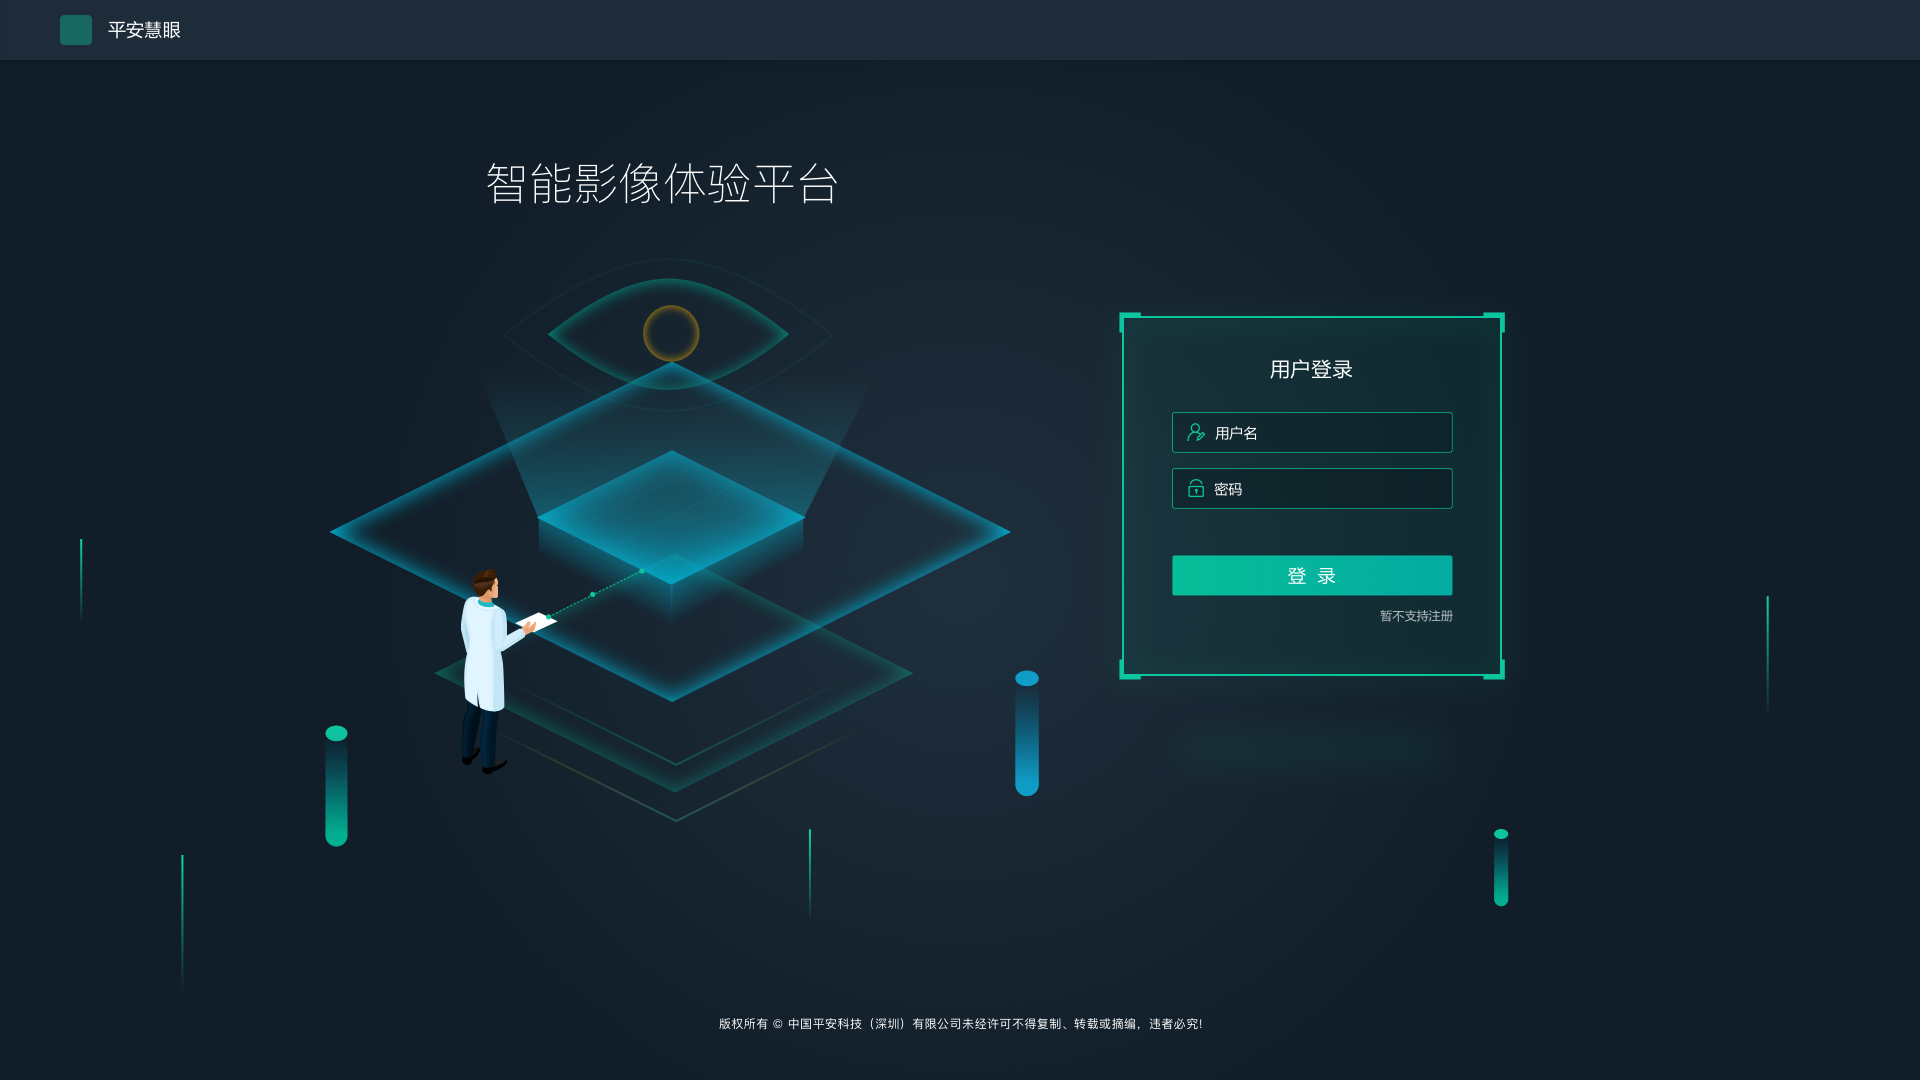 平安慧眼
智能影像体验平台
用户登录
用户名
密码
登 录
暂不支持注册
版权所有 © 中国平安科技（深圳）有限公司未经许可不得复制、转载或摘编，违者必究!